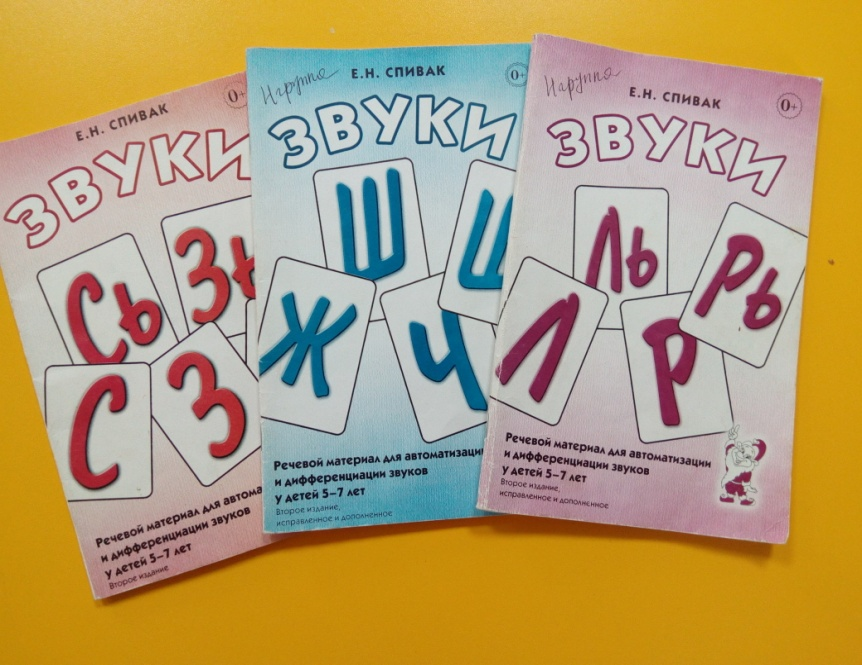 Е.Н. СПИВАК
0+
ЗВУКИ
Сь Зь
С З
Речевой материал для автома
и дифференциации звуков
у детей 5–7 лет
Второе издание
группа
Е.Н. СПИВАК
0+
ЗВУКИ
Ш Щ
Ж Ч
Речевой материал для автоматизации
и дифференциации звуков
у детей 5–7 лет
Второе издание,
исправленное и дополненное
Е.Н. СПИВАК
0+
ЗВУКИ
Ль Рь
Л Р
Речевой материал для автоматизации
и дифференциации звуков
у детей 5–7 лет
Второе издание,
исправленное и дополненное